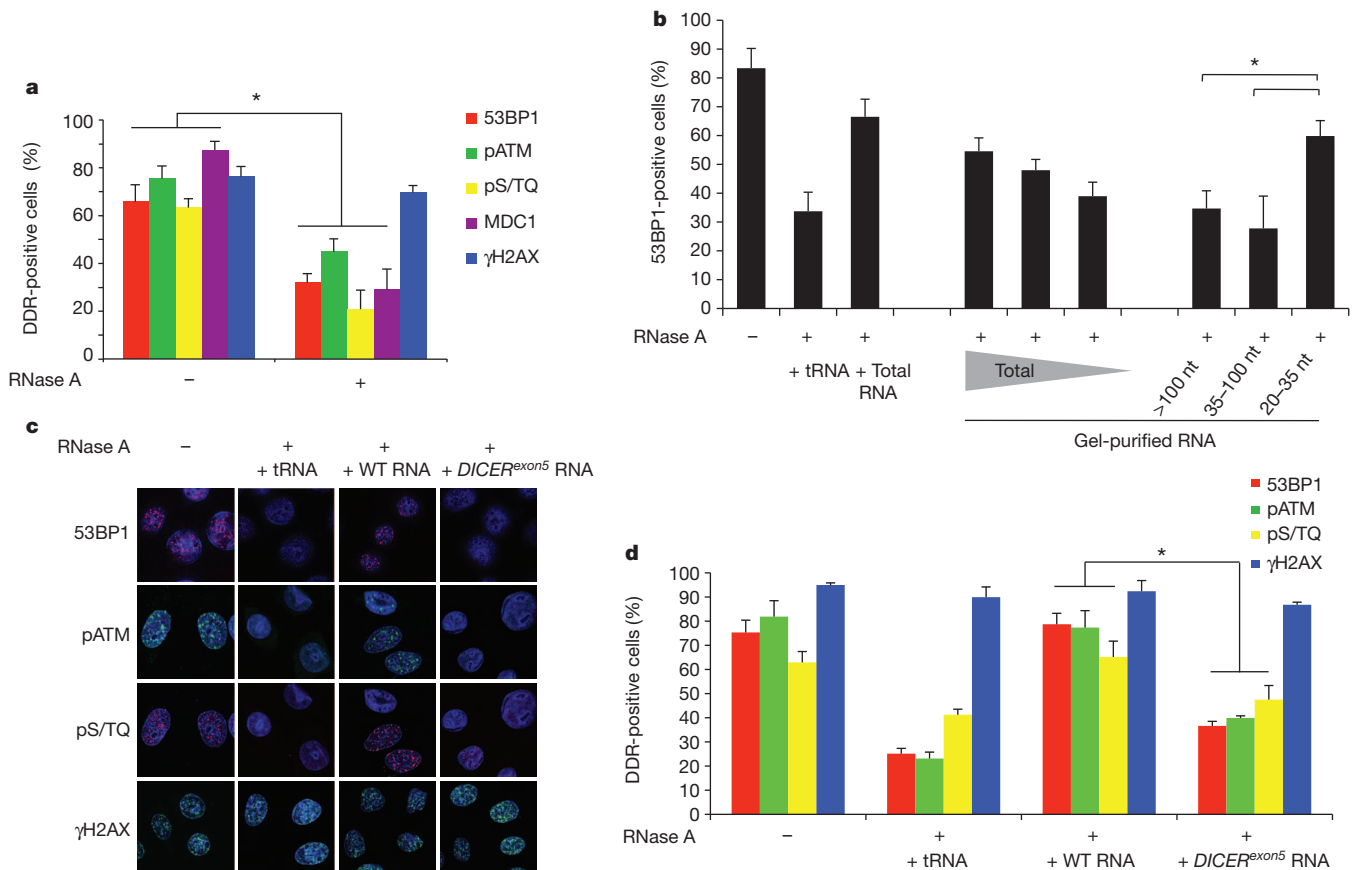 a
*
DDR-positive cells (%)
100
80
60
40
20
0
RNase A
−
+
53BP1
pATM
pS/TQ
MDC1
γH2AX
b
*
53BP1-positive cells (%)
100
90
80
70
60
50
40
30
20
10
0
RNase A
− + + + + + + + +
+ tRNA + Total RNA
Total
>100 nt
35–100 nt
20–35 nt
Gel-purified RNA
c
RNase A − + + +
+ tRNA + WT RNA + DICERexon5 RNA
53BP1
pATM
pS/TQ
γH2AX
d
53BP1
pATM
pS/TQ
γH2AX
*
DDR-positive cells (%)
100
90
80
70
60
50
40
30
20
10
0
RNase A − + + +
+ tRNA + WT RNA + DICERexon5 RNA